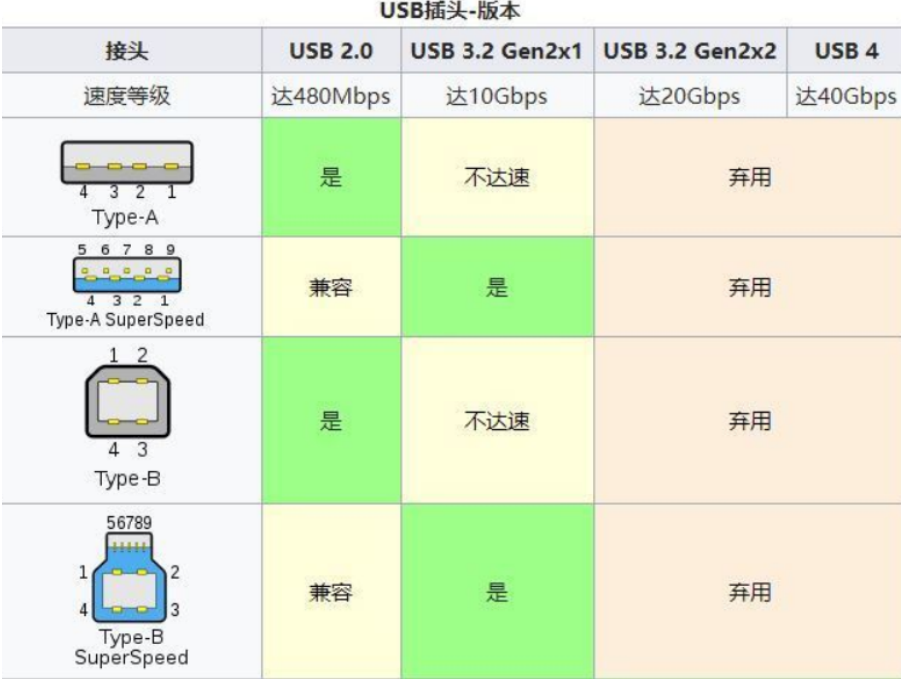 USB插头-版本
接头 USB 2.0 USB 3.2 Gen2x1 USB 3.2 Gen2x2 USB 4
速度等级 达480Mbps 达10Gbps 达20Gbps 达40Gbps
4 3 2 1
Type-A
是 不达速 弃用
5 6 7 8 9
4 3 2 1
Type-A SuperSpeed
兼容 是 弃用
1 2
4 3
Type-B
是 不达速 弃用
56789
1 2
4 3
Type-B
SuperSpeed
兼容 是 弃用